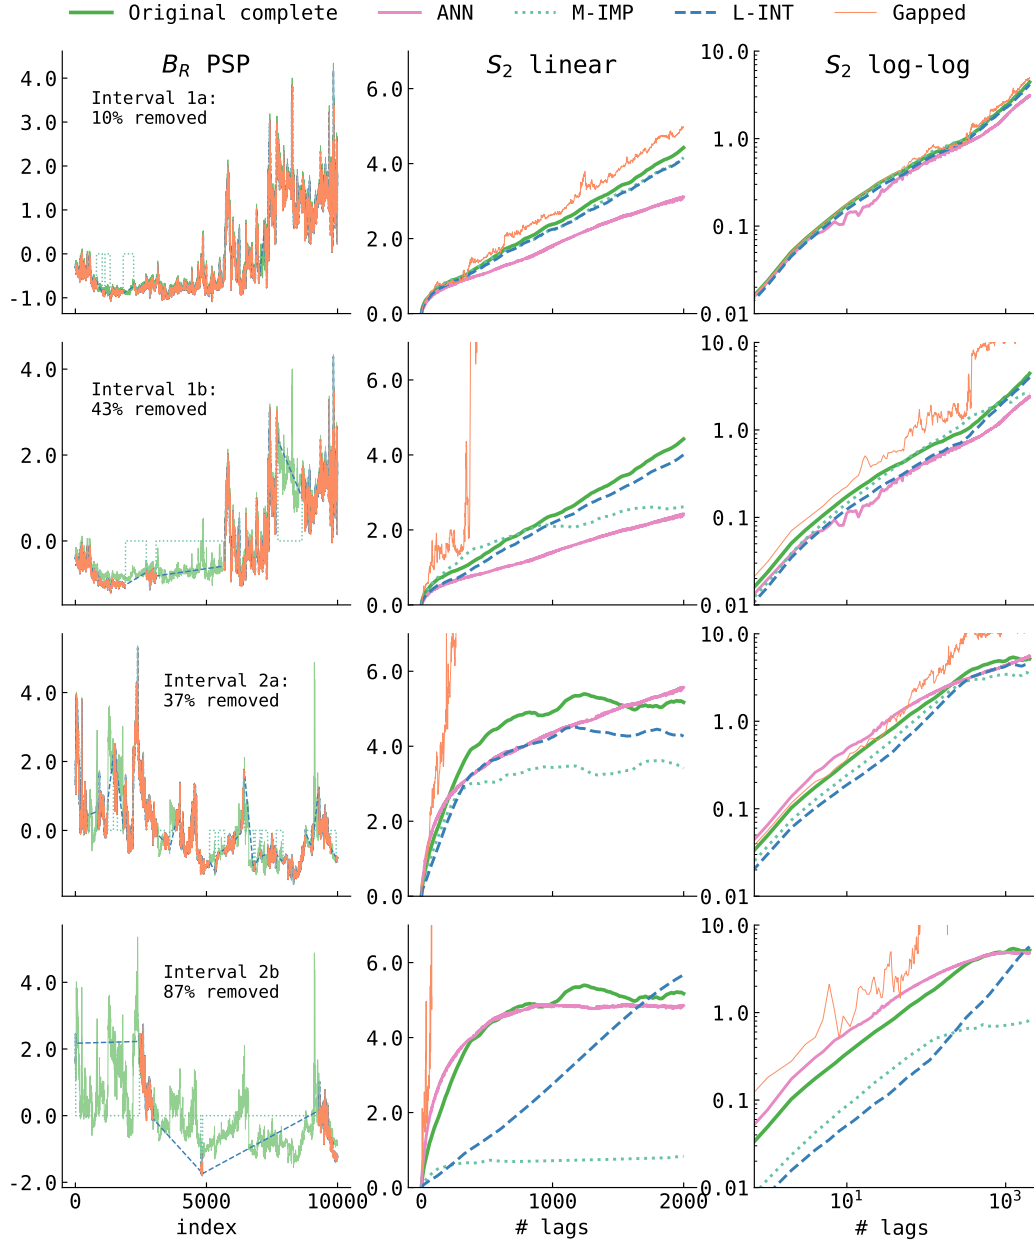 Original complete ANN M-IMP L-INT Gapped
B_R PSP
S_2 linear
S_2 log-log
Interval 1a:
10% removed
4.0
3.0
2.0
1.0
0.0
-1.0
6.0
4.0
2.0
0.0
10.0
1.0
0.1
0.01
Interval 1b:
43% removed
4.0
2.0
0.0
6.0
4.0
2.0
0.0
10.0
1.0
0.1
0.01
Interval 2a:
37% removed
4.0
2.0
0.0
6.0
4.0
2.0
0.0
10.0
1.0
0.1
0.01
Interval 2b
87% removed
4.0
2.0
0.0
-2.0
0 5000 10000
index
6.0
4.0
2.0
0.0
0 1000 2000
# lags
10.0
1.0
0.1
0.01
10^1 10^3
# lags